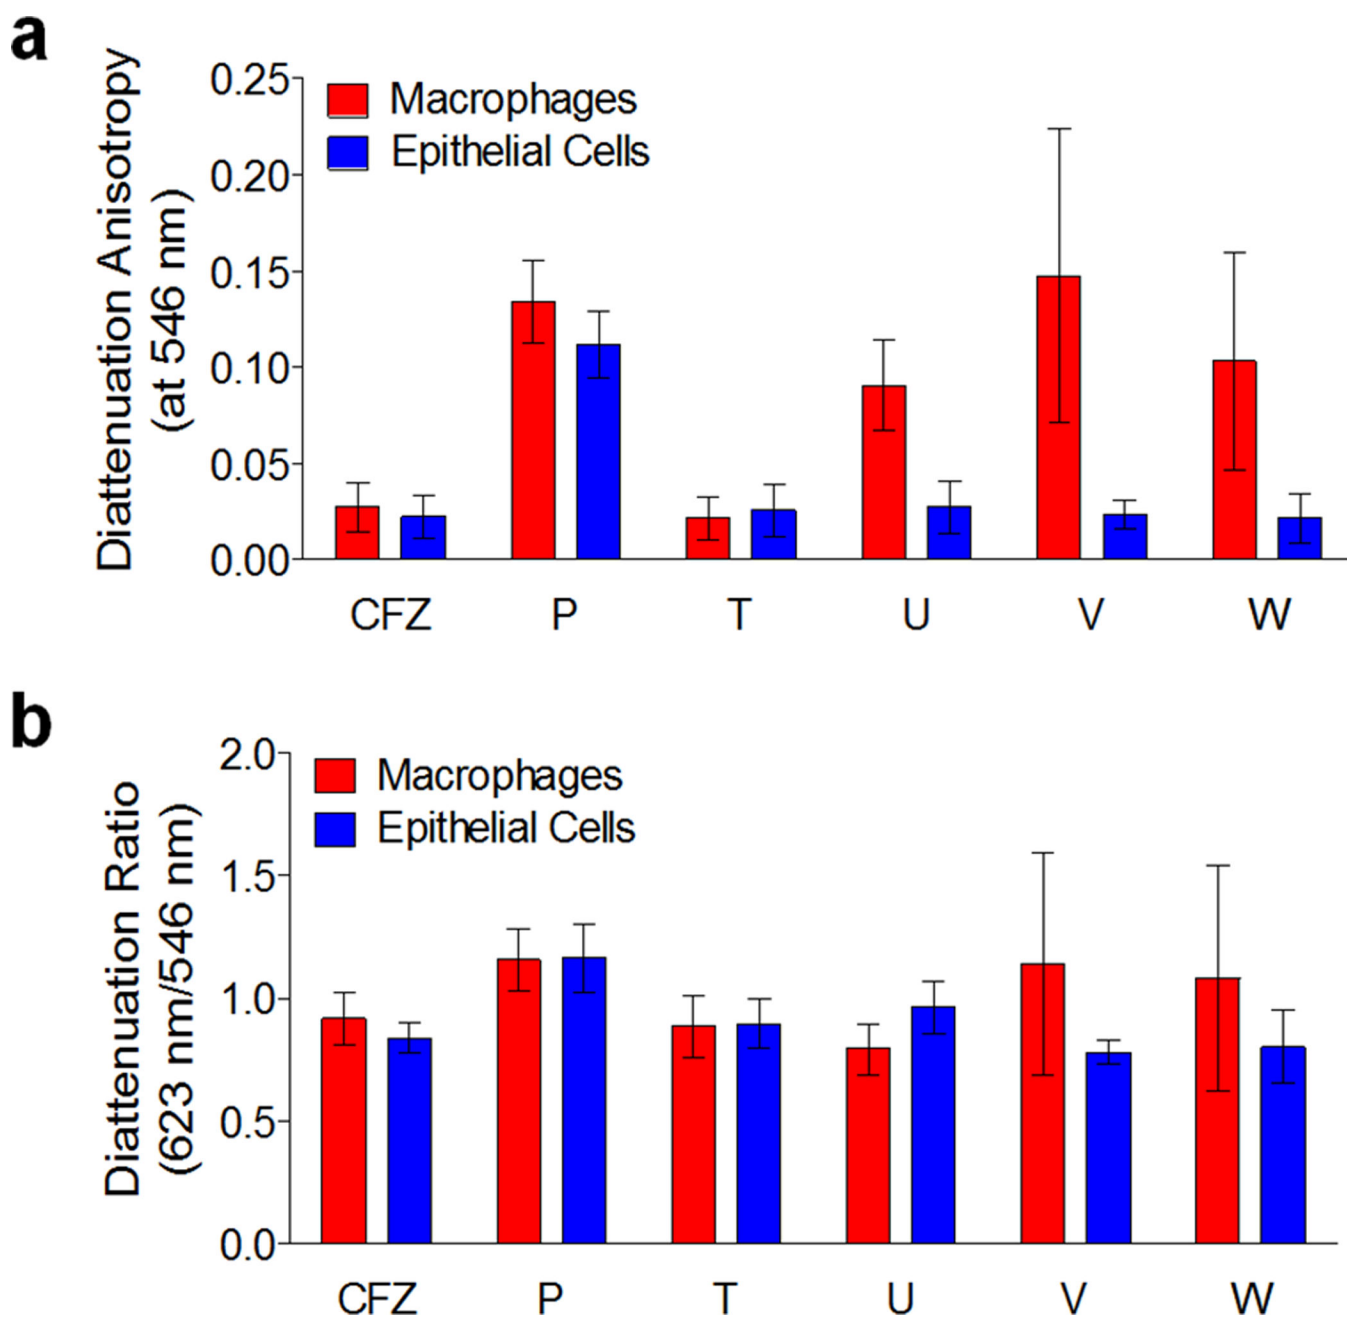 a
Diattenuation Anisotropy
(at 546 nm)
0.25
0.20
0.15
0.10
0.05
0.00
Macrophages
Epithelial Cells
CFZ P T U V W
b
Diattenuation Ratio
(623 nm/546 nm)
2.0
1.5
1.0
0.5
0.0
Macrophages
Epithelial Cells
CFZ P T U V W